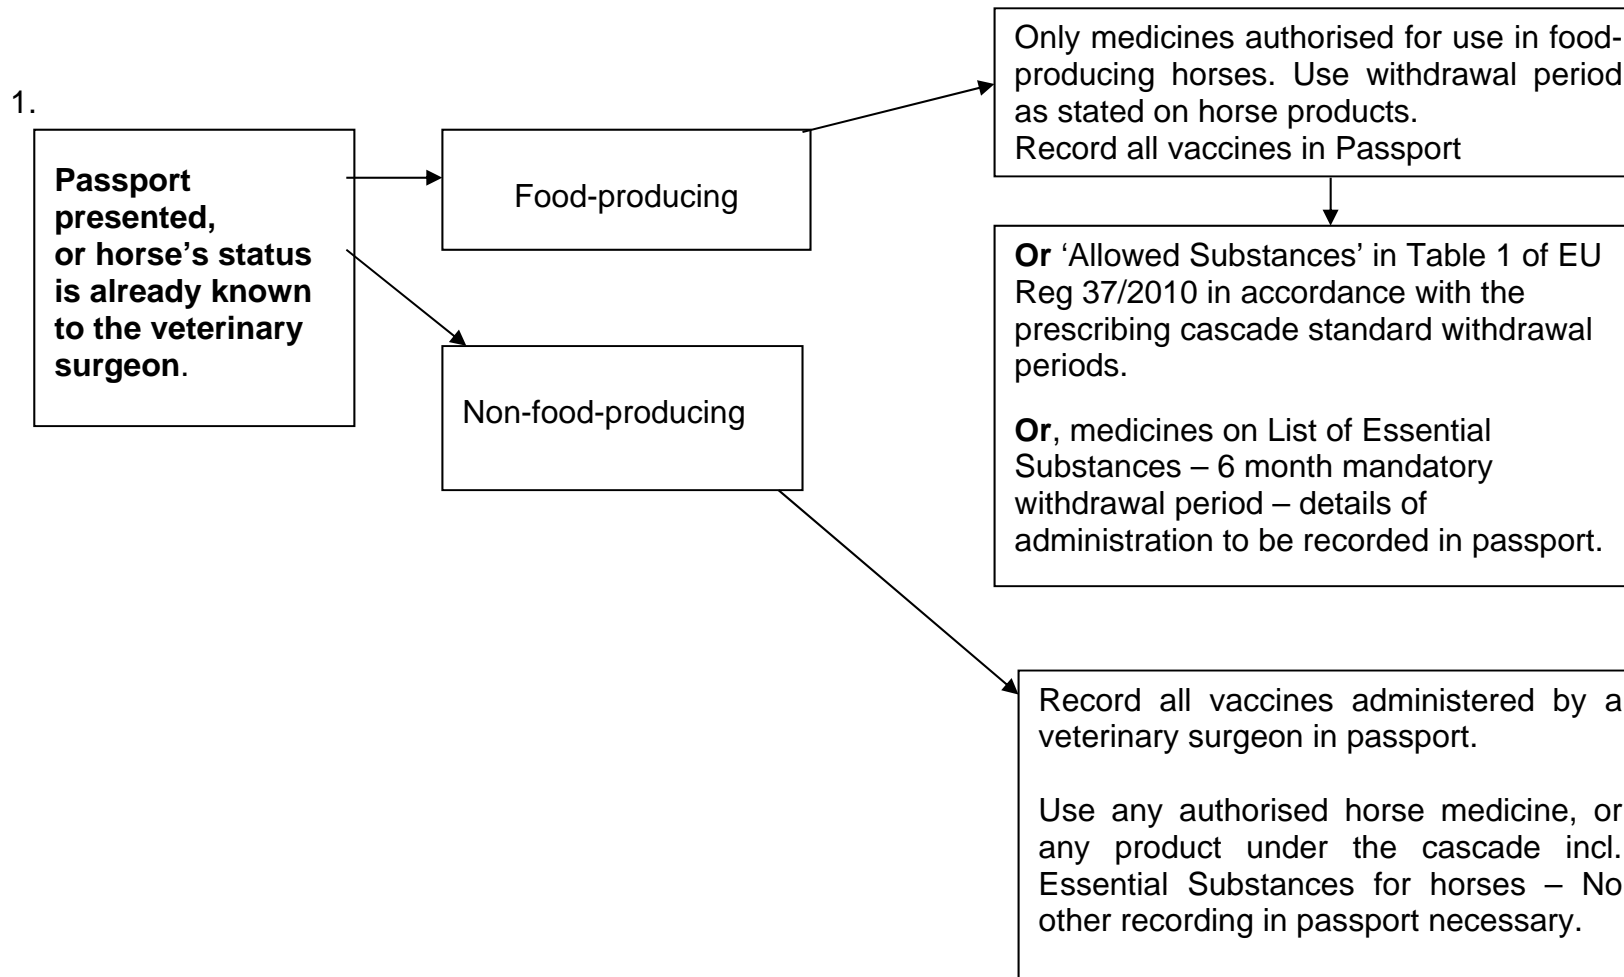 1.
Passport
presented,
or horse’s status
is already known
to the veterinary
surgeon.
Food-producing
Non-food-producing
Only medicines authorised for use in food-
producing horses. Use withdrawal period
as stated on horse products.
Record all vaccines in Passport
Or ‘Allowed Substances’ in Table 1 of EU
Reg 37/2010 in accordance with the
prescribing cascade standard withdrawal
periods.
Or, medicines on List of Essential
Substances – 6 month mandatory
withdrawal period – details of
administration to be recorded in passport.
Record all vaccines administered by a
veterinary surgeon in passport.
Use any authorised horse medicine, or
any product under the cascade incl.
Essential Substances for horses – No
other recording in passport necessary.